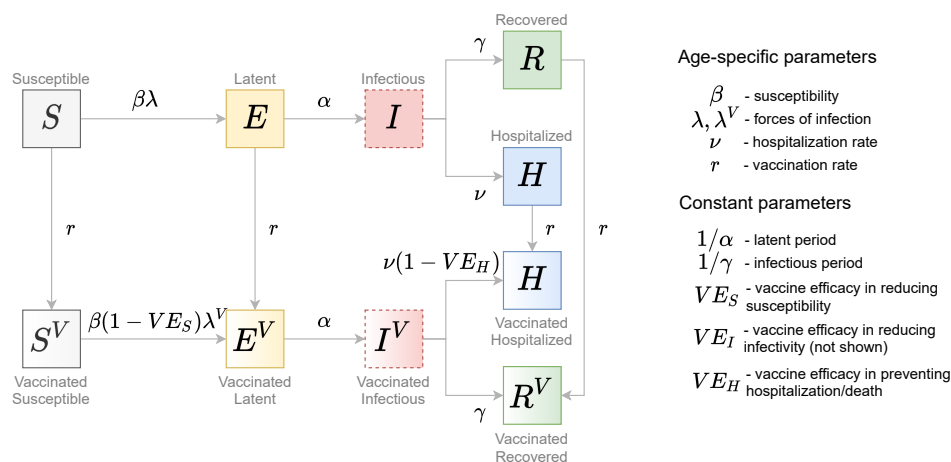 Recovered
γ
R
Susceptible
Latent
Infectious
βλ
α
S
E
I
Hospitalized
H
ν
r
r
r
r
ν(1 − VE_H)
H
Vaccinated
Hospitalized
β(1 − VE_S)λ^V
α
S^V
E^V
I^V
Vaccinated
Susceptible
Vaccinated
Latent
Vaccinated
Infectious
R^V
γ
Vaccinated
Recovered
Age-specific parameters
β - susceptibility
λ, λ^V - forces of infection
ν - hospitalization rate
r - vaccination rate
Constant parameters
1/α - latent period
1/γ - infectious period
VE_S - vaccine efficacy in reducing
susceptibility
VE_I - vaccine efficacy in reducing
infectivity (not shown)
VE_H - vaccine efficacy in preventing
hospitalization/death